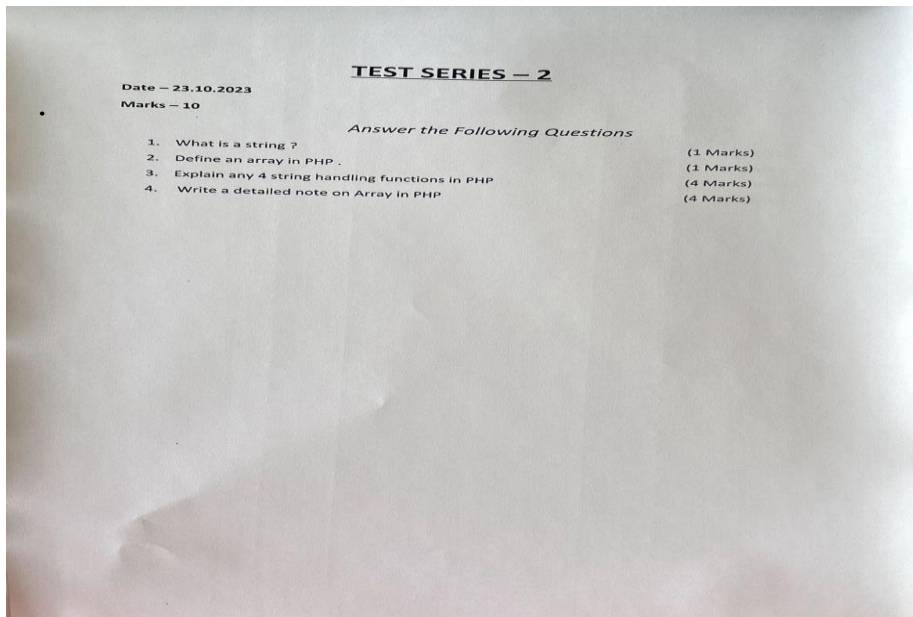 TEST SERIES – 2
Date – 23.10.2023
Marks – 10
Answer the Following Questions
1. What is a string ? (1 Marks)
2. Define an array in PHP . (1 Marks)
3. Explain any 4 string handling functions in PHP (4 Marks)
4. Write a detailed note on Array in PHP (4 Marks)